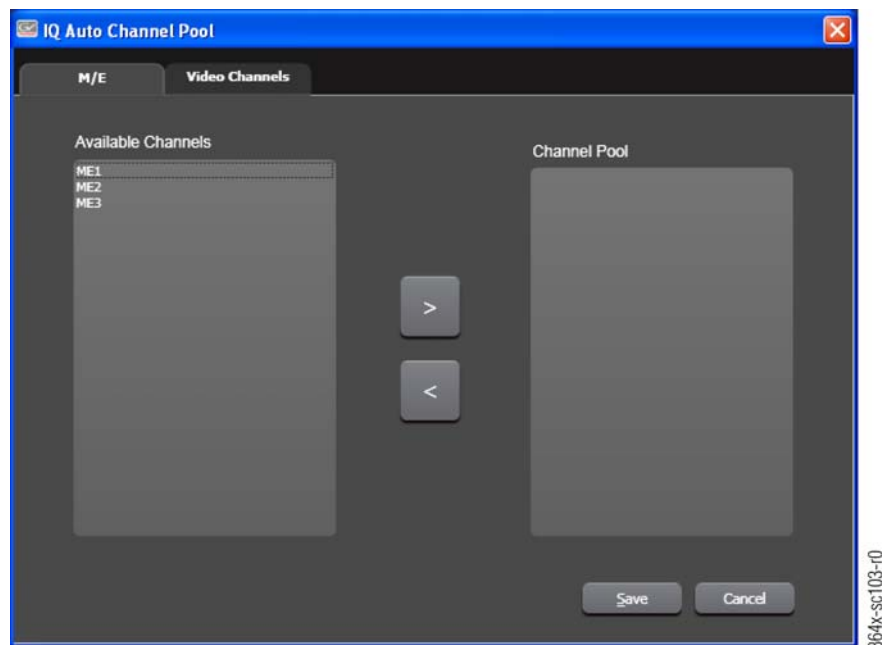 IQ Auto Channel Pool
M/E
Video Channels
Available Channels
ME1
ME2
ME3
Channel Pool
>
<
Save
Cancel
864x-sc103-r0